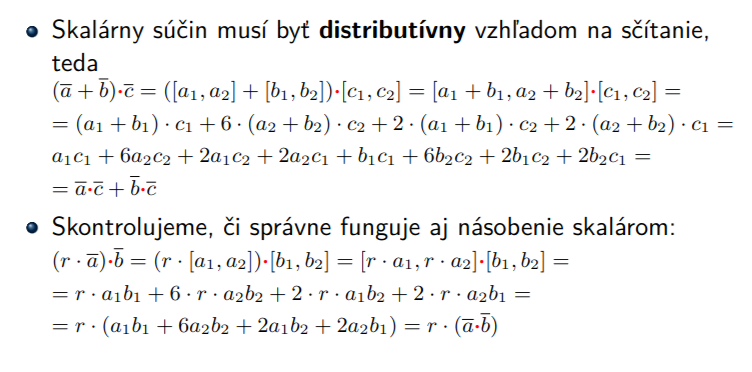 • Skalárny súčin musí byť distributívny vzhľadom na sčítanie,
teda
(a̅ + b̅)·c̅ = ([a₁, a₂] + [b₁, b₂])·[c₁, c₂] = [a₁ + b₁, a₂ + b₂]·[c₁, c₂] =
= (a₁ + b₁) · c₁ + 6 · (a₂ + b₂) · c₂ + 2 · (a₁ + b₁) · c₂ + 2 · (a₂ + b₂) · c₁ =
a₁c₁ + 6a₂c₂ + 2a₁c₂ + 2a₂c₁ + b₁c₁ + 6b₂c₂ + 2b₁c₂ + 2b₂c₁ =
= a̅·c̅ + b̅·c̅
• Skontrolujeme, či správne funguje aj násobenie skalárom:
(r · a̅)·b̅ = (r · [a₁, a₂])·[b₁, b₂] = [r · a₁, r · a₂]·[b₁, b₂] =
= r · a₁b₁ + 6 · r · a₂b₂ + 2 · r · a₁b₂ + 2 · r · a₂b₁ =
= r · (a₁b₁ + 6a₂b₂ + 2a₁b₂ + 2a₂b₁) = r · (a̅·b̅)